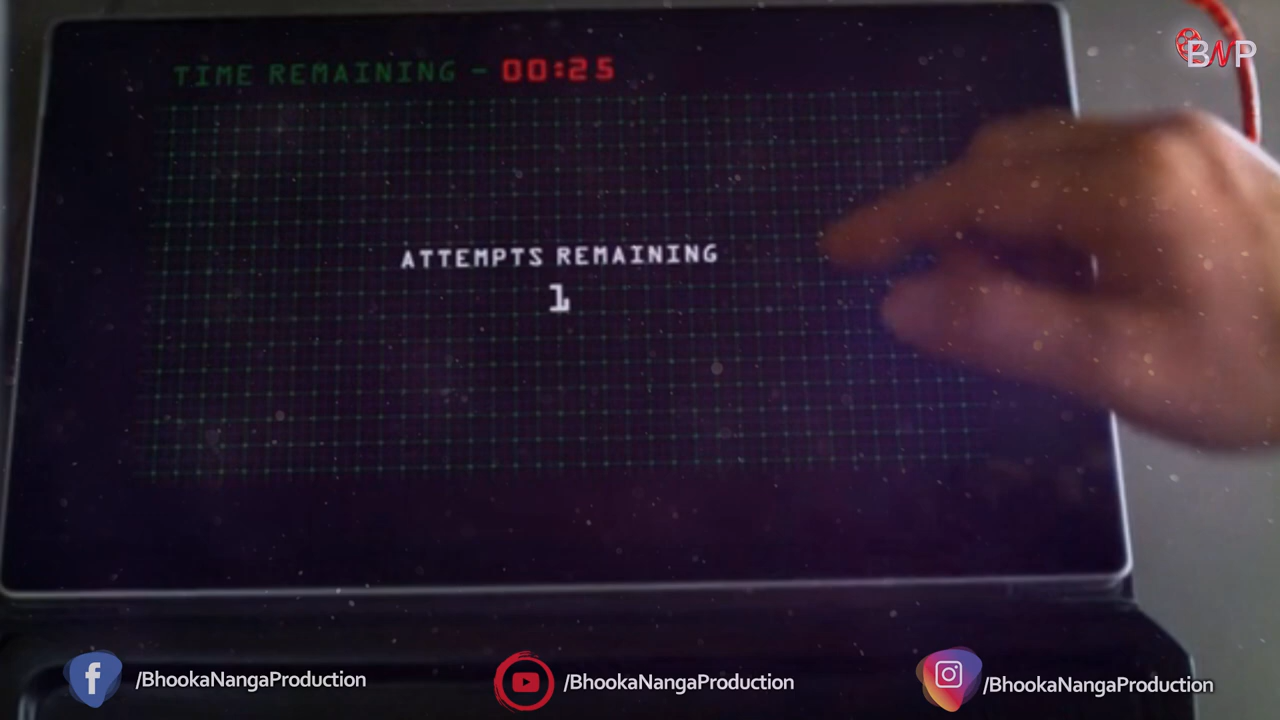 BNP
TIME REMAINING - 00:25
ATTEMPTS REMAINING
1
/BhookaNangaProduction
/BhookaNangaProduction
/BhookaNangaProduction